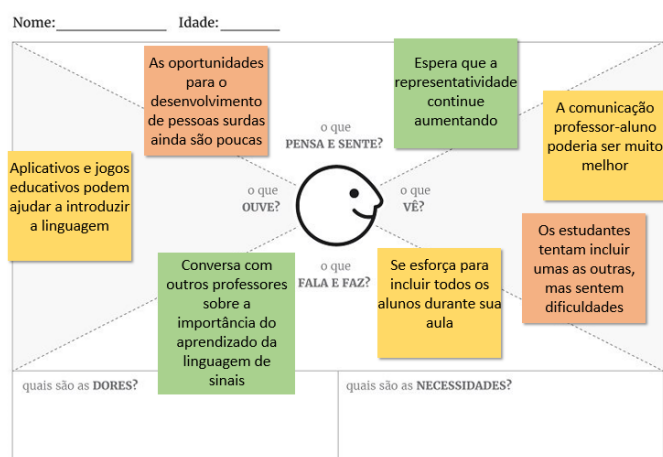 Nome:____________ Idade:________
As oportunidades
para o
desenvolvimento
de pessoas surdas
ainda são poucas
Espera que a
representatividade
continue
aumentando
o que
PENSA E SENTE?
A comunicação
professor-aluno
poderia ser muito
melhor
Aplicativos e jogos
educativos podem
ajudar a introduzir
a linguagem
o que
OUVE?
o que
VÊ?
Os estudantes
tentam incluir
umas as outras,
mas sentem
dificuldades
o que
FALA E FAZ?
Conversa com
outros professores
sobre a
importância do
aprendizado da
linguagem de
sinais
Se esforça para
incluir todos os
alunos durante sua
aula
quais são as DORES?
quais são as NECESSIDADES?